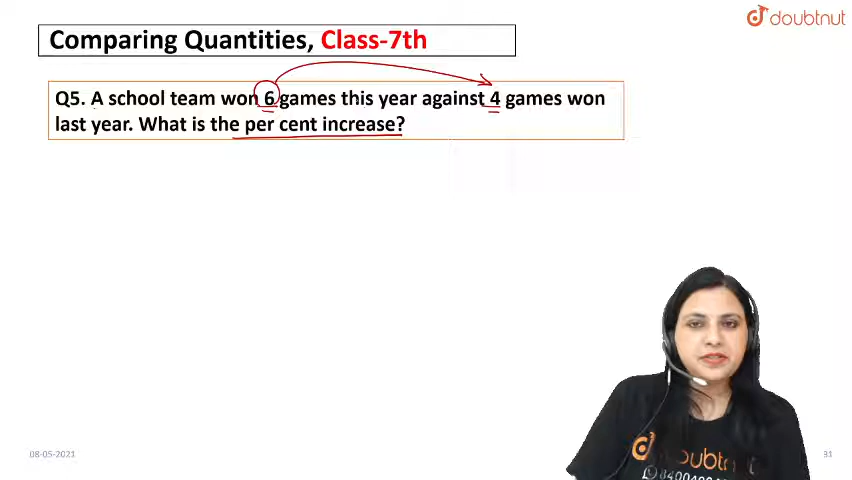 doubtnut
Comparing Quantities, Class-7th
Q5. A school team won 6 games this year against 4 games won
last year. What is the per cent increase?
doubtnut
08-05-2021